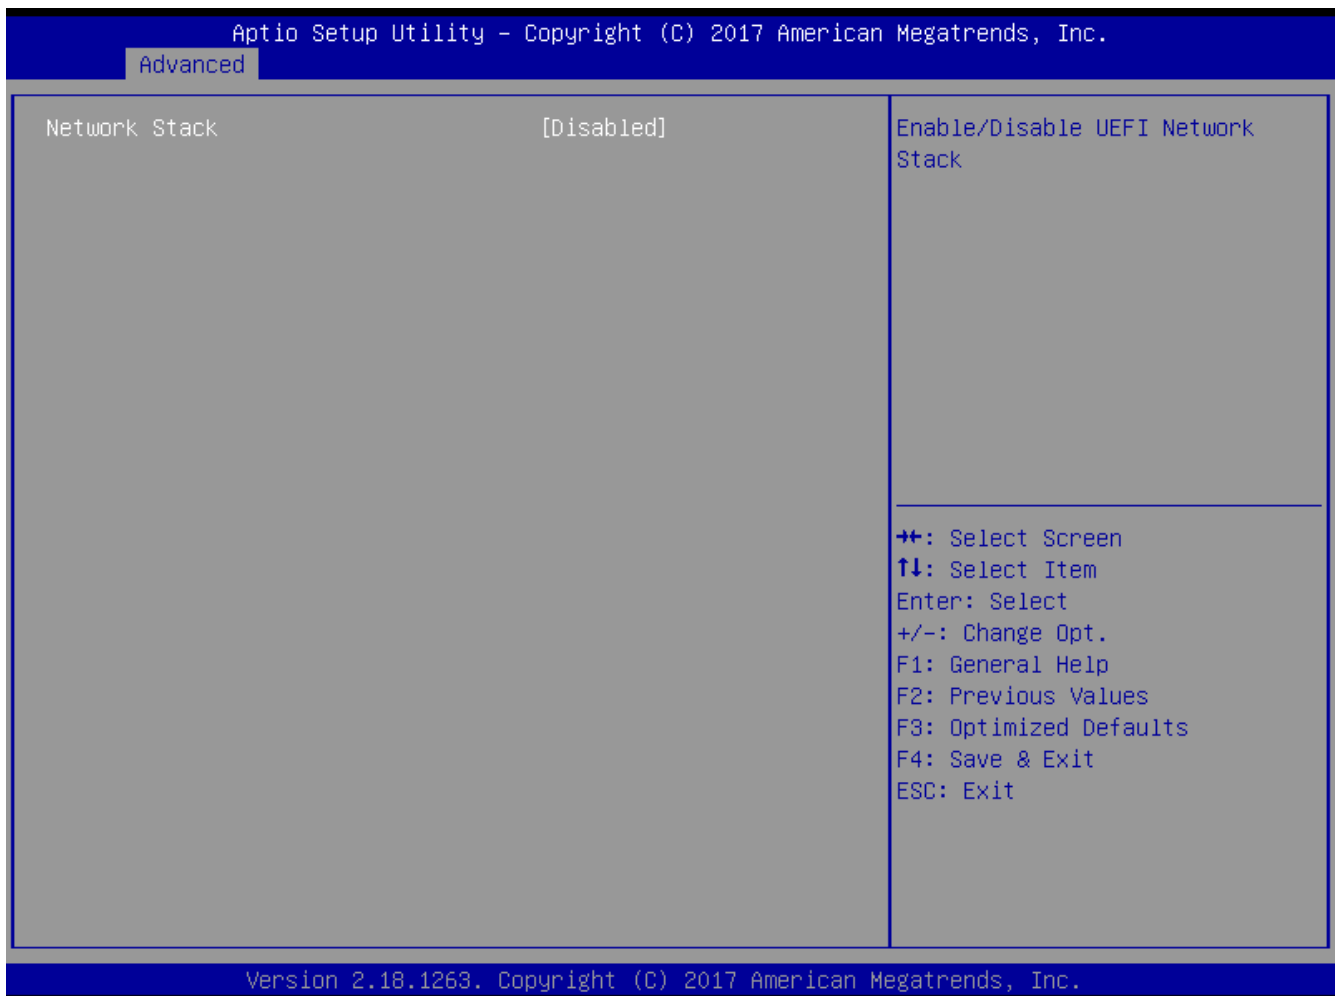 Aptio Setup Utility – Copyright (C) 2017 American Megatrends, Inc.
Advanced
Network Stack [Disabled]
Enable/Disable UEFI Network
Stack
→←: Select Screen
↑↓: Select Item
Enter: Select
+/-: Change Opt.
F1: General Help
F2: Previous Values
F3: Optimized Defaults
F4: Save & Exit
ESC: Exit
Version 2.18.1263. Copyright (C) 2017 American Megatrends, Inc.